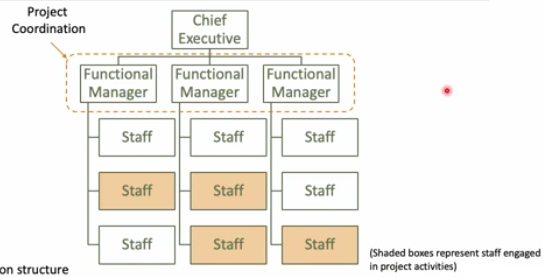 Project
Coordination
Chief
Executive
Functional
Manager
Functional
Manager
Functional
Manager
Staff
Staff
Staff
Staff
Staff
Staff
Staff
Staff
Staff
(Shaded boxes represent staff engaged
in project activities)
on structure